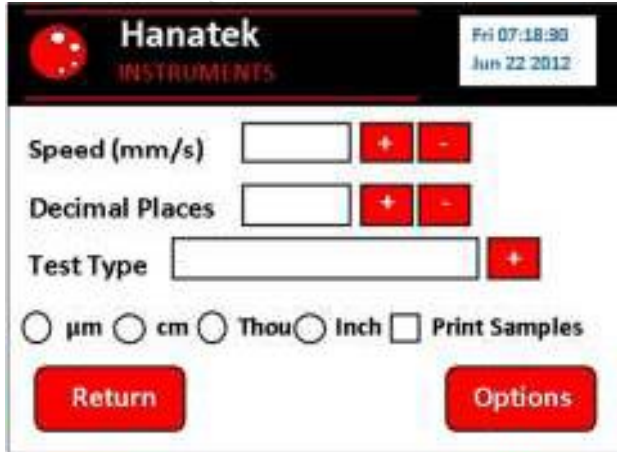 Hanatek
INSTRUMENTS
Fri 07:18:30
Jun 22 2012
Speed (mm/s)
+ -
Decimal Places
+ -
Test Type
+
µm cm Thou Inch Print Samples
Return Options